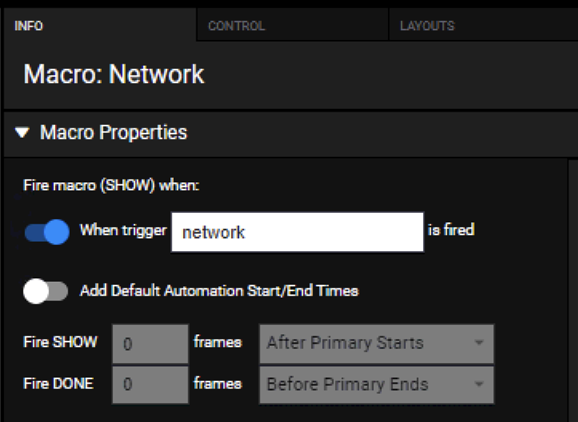 INFO CONTROL LAYOUTS
Macro: Network
Macro Properties
Fire macro (SHOW) when:
When trigger network is fired
Add Default Automation Start/End Times
Fire SHOW 0 frames After Primary Starts
Fire DONE 0 frames Before Primary Ends